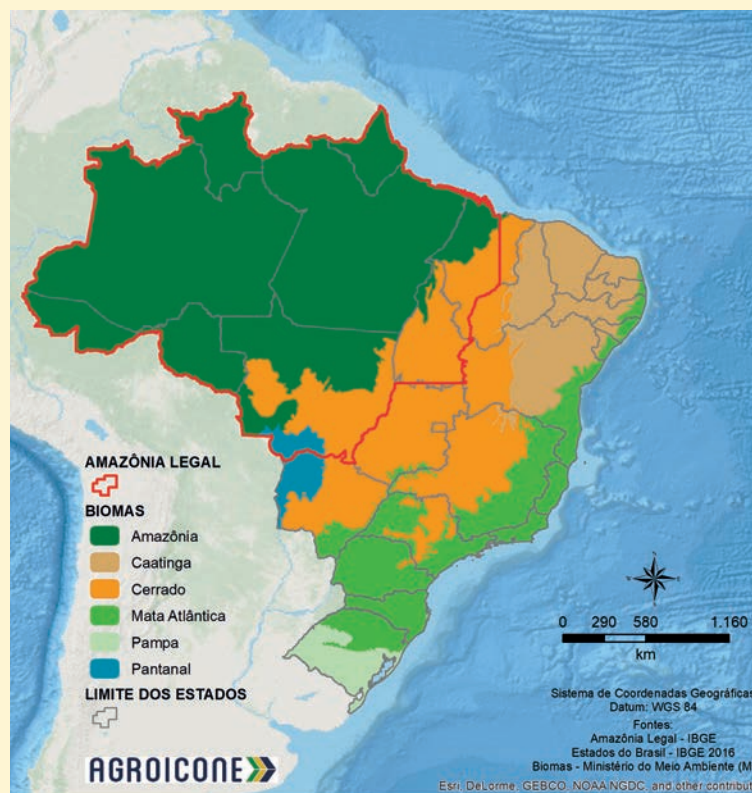 AMAZÔNIA LEGAL
BIOMAS
Amazônia
Caatinga
Cerrado
Mata Atlântica
Pampa
Pantanal
LIMITE DOS ESTADOS
AGROICONE
0 290 580 1.160
km
Sistema de Coordenadas Geográficas
Datum: WGS 84
Fontes:
Amazônia Legal - IBGE
Estados do Brasil - IBGE 2016
Biomas - Ministério do Meio Ambiente (M
Esri, DeLorme, GEBCO, NOAA NGDC, and other contribut